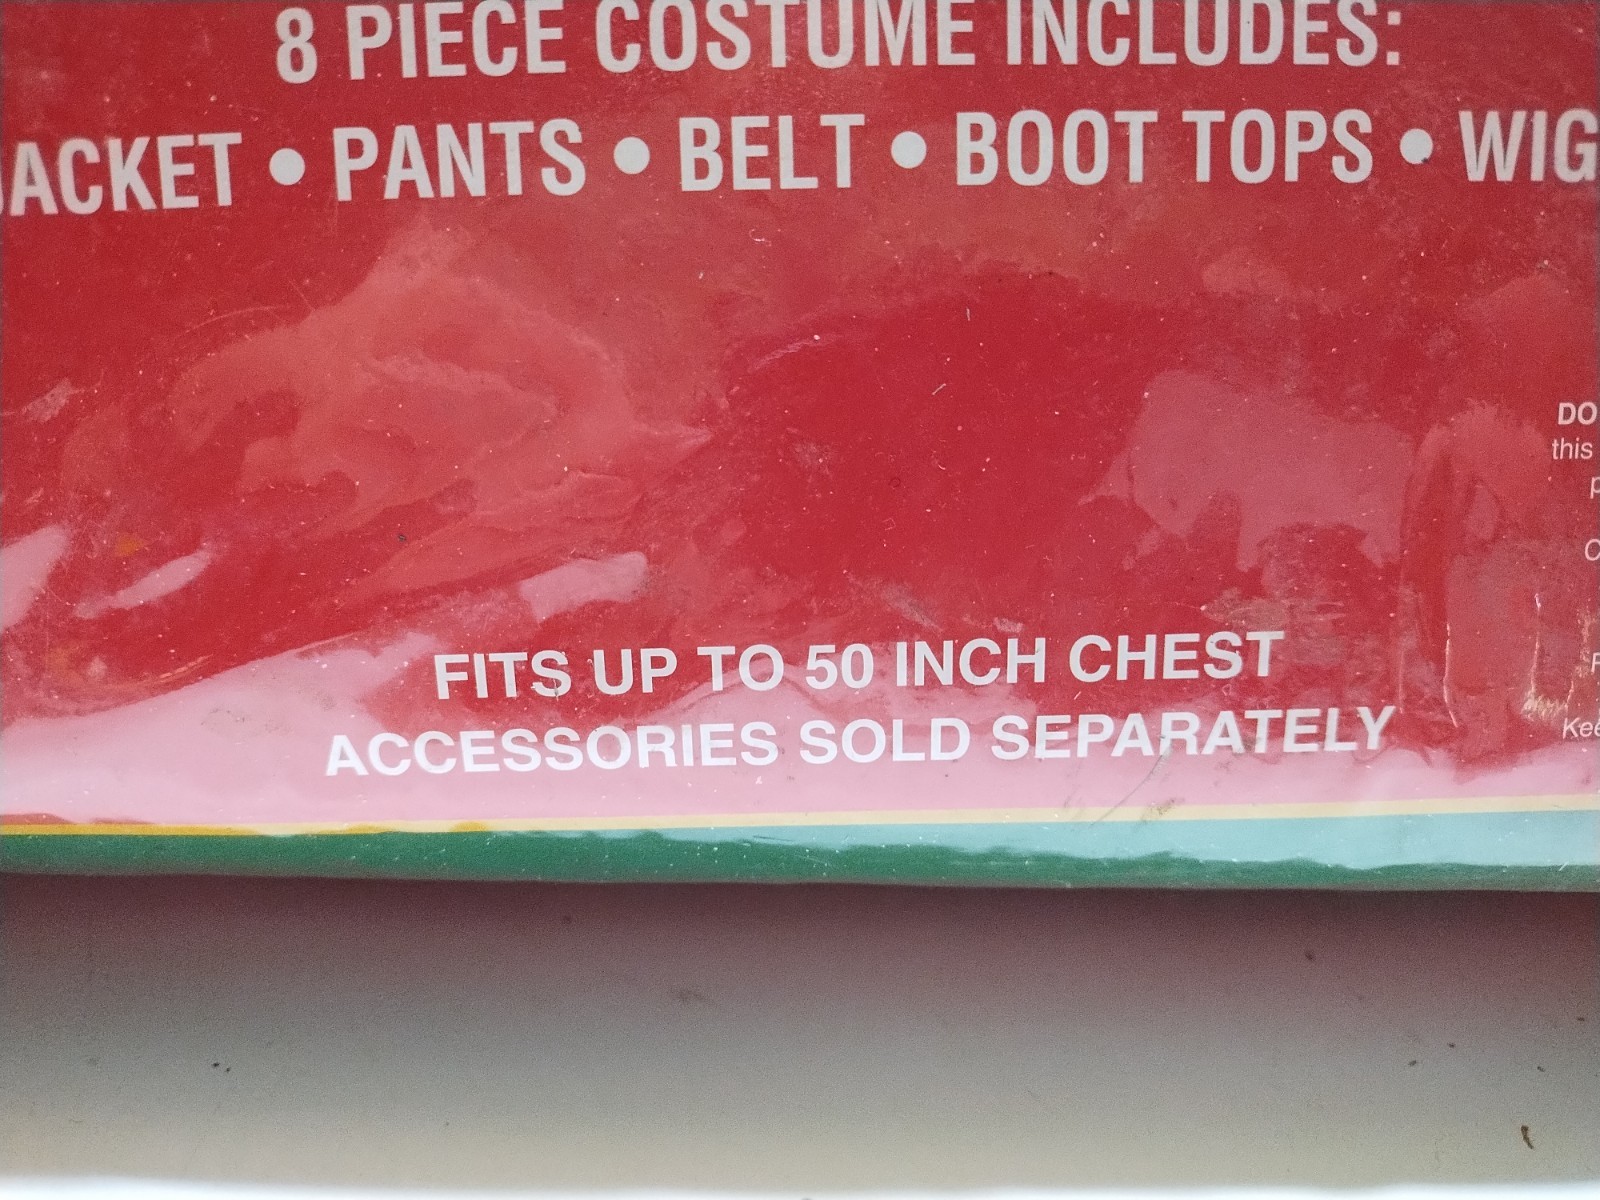 8 PIECE COSTUME INCLUDES:
JACKET • PANTS • BELT • BOOT TOPS • WIG
DO
this
FITS UP TO 50 INCH CHEST
ACCESSORIES SOLD SEPARATELY